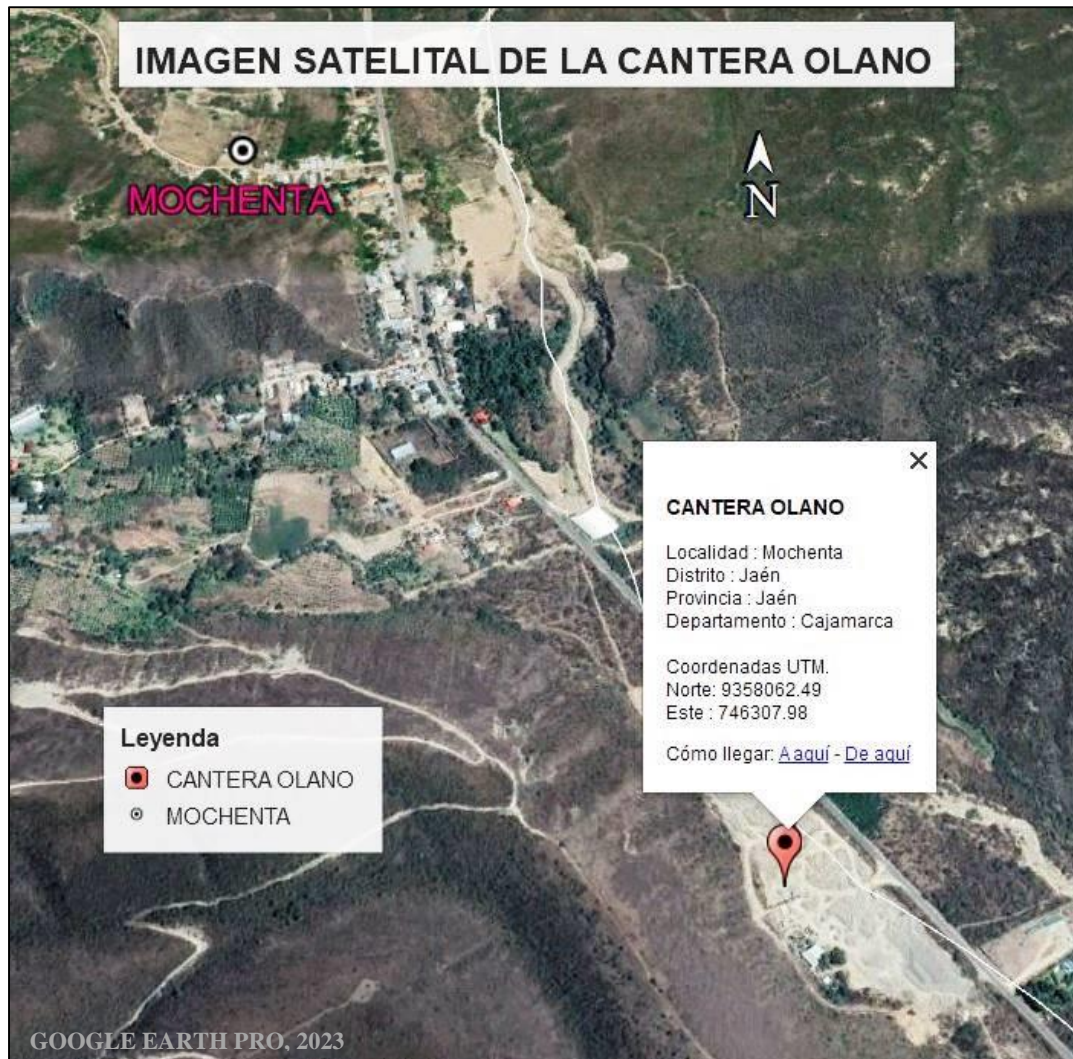 IMAGEN SATELITAL DE LA CANTERA OLANO
MOCHENTA
N
CANTERA OLANO
Localidad : Mochenta
Distrito : Jaén
Provincia : Jaén
Departamento : Cajamarca
Coordenadas UTM.
Norte: 9358062.49
Este : 746307.98
Cómo llegar: A aquí - De aquí
Leyenda
CANTERA OLANO
MOCHENTA
GOOGLE EARTH PRO, 2023